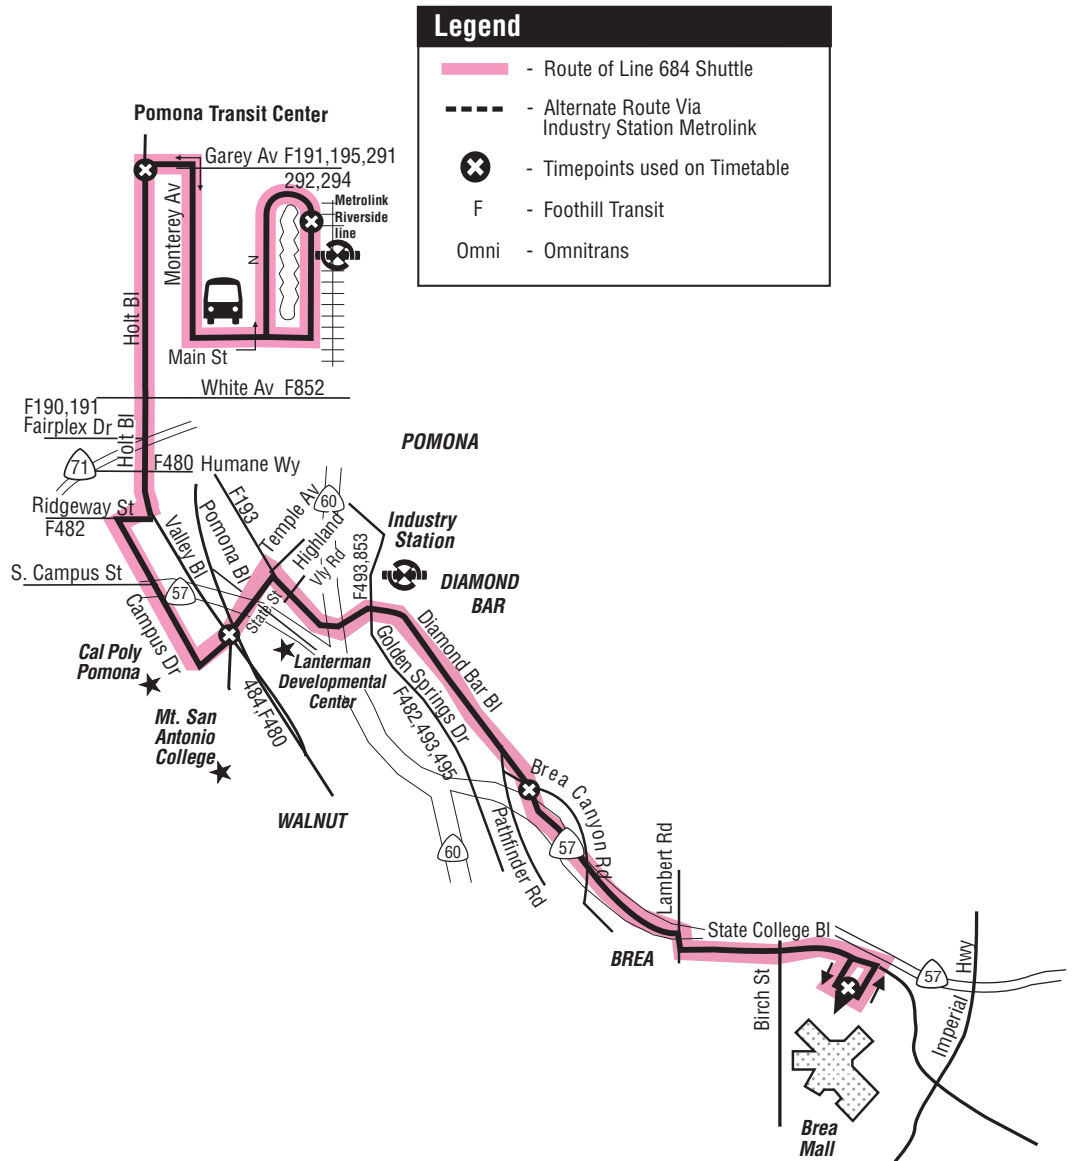 Legend
- Route of Line 684 Shuttle
- Alternate Route Via
Industry Station Metrolink
- Timepoints used on Timetable
F - Foothill Transit
Omni - Omnitrans
Pomona Transit Center
Garey Av F191,195,291
292,294
Metrolink
Riverside
line
Monterey Av
N
Holt Bl
Main St
White Av F852
F190,191
Fairplex Dr
Holt Bl
POMONA
71
F480 Humane Wy
Ridgeway St
F482
Valley Bl
Pomona Bl
F193
Temple Av
60
Highland
Vly Rd
Industry
Station
F493,853
S. Campus St
57
State St
DIAMOND
BAR
Campus Dr
Cal Poly
Pomona
Lanterman
Developmental
Center
Golden Springs Dr
Diamond Bar Bl
484,F480
F482,493,495
Mt. San
Antonio
College
WALNUT
Brea Canyon Rd
Pathfinder Rd
60
57
Lambert Rd
State College Bl
BREA
Birch St
57
Imperial Hwy
Brea
Mall